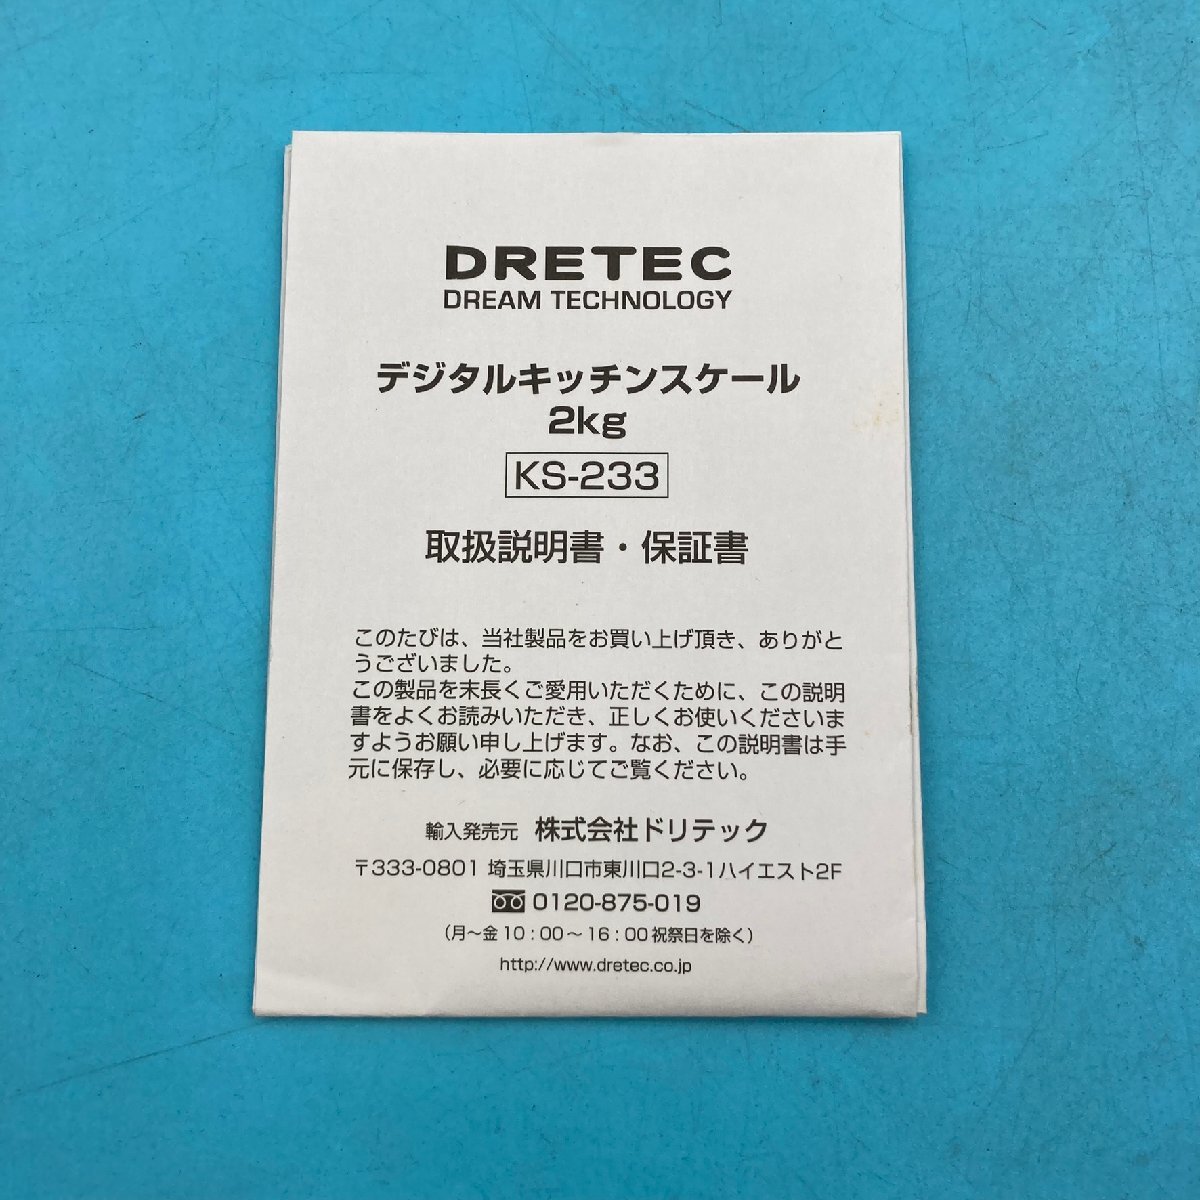 DRETEC
DREAM TECHNOLOGY
デジタルキッチンスケール
2kg
KS-233
取扱説明書・保証書
このたびは、当社製品をお買い上げ頂き、ありがと
うございました。
この製品を末長くご愛用いただくために、この説明
書をよくお読みいただき、正しくお使いくださいま
すようお願い申し上げます。なお、この説明書は手
元に保存し、必要に応じてご覧ください。
輸入発売元 株式会社ドリテック
〒333-0801 埼玉県川口市東川口2-3-1ハイエスト2F
0120-875-019
（月～金10：00～16：00祝祭日を除く）
http://www.dretec.co.jp